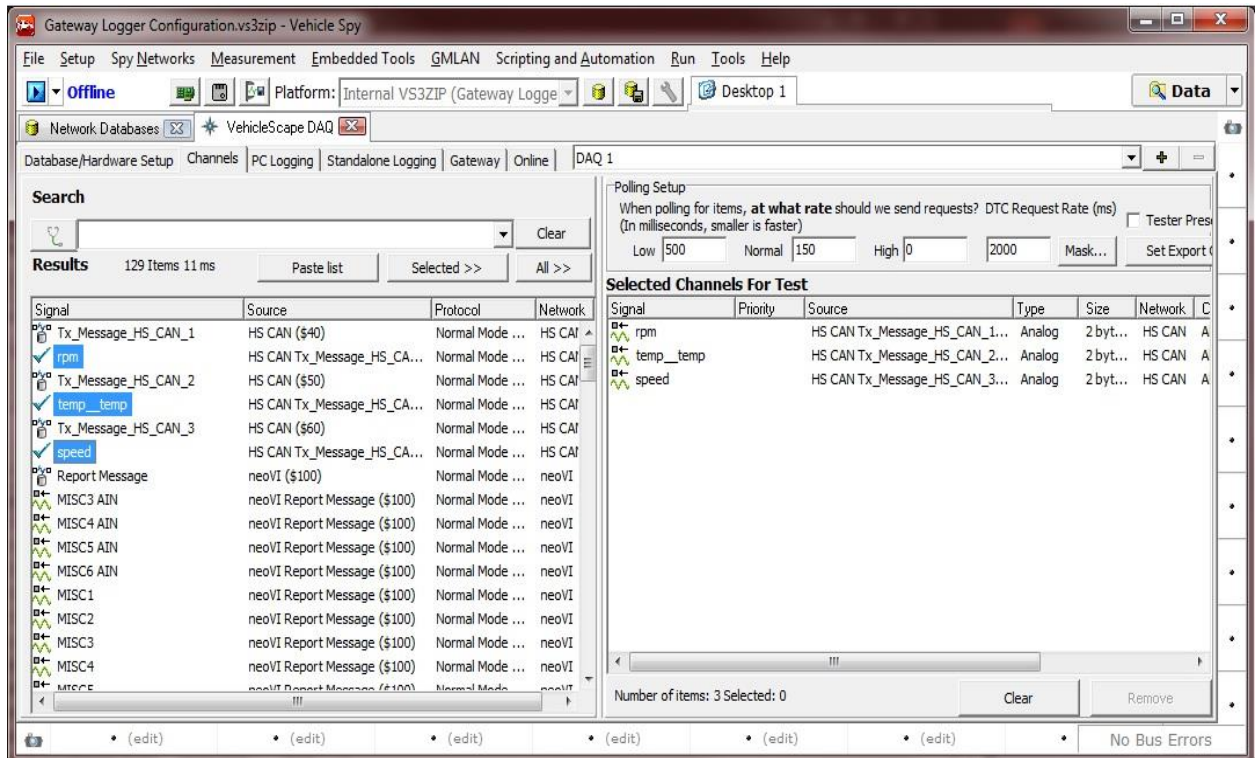 Gateway Logger Configuration.vs3zip - Vehicle Spy
File Setup Spy Networks Measurement Embedded Tools GMLAN Scripting and Automation Run Tools Help
Offline Platform: Internal VS3ZIP (Gateway Logge Desktop 1 Data
Network Databases VehicleScape DAQ
Database/Hardware Setup Channels PC Logging Standalone Logging Gateway Online DAQ 1
Search
Clear
Results 129 Items 11 ms Paste list Selected >> All >>
Signal Source Protocol Network
Tx_Message_HS_CAN_1 HS CAN ($40) Normal Mode ... HS CAN
rpm HS CAN Tx_Message_HS_CA... Normal Mode ... HS CAN
Tx_Message_HS_CAN_2 HS CAN ($50) Normal Mode ... HS CAN
temp__temp HS CAN Tx_Message_HS_CA... Normal Mode ... HS CAN
Tx_Message_HS_CAN_3 HS CAN ($60) Normal Mode ... HS CAN
speed HS CAN Tx_Message_HS_CA... Normal Mode ... HS CAN
Report Message neoVI ($100) Normal Mode ... neoVI
MISC3 AIN neoVI Report Message ($100) Normal Mode ... neoVI
MISC4 AIN neoVI Report Message ($100) Normal Mode ... neoVI
MISC5 AIN neoVI Report Message ($100) Normal Mode ... neoVI
MISC6 AIN neoVI Report Message ($100) Normal Mode ... neoVI
MISC1 neoVI Report Message ($100) Normal Mode ... neoVI
MISC2 neoVI Report Message ($100) Normal Mode ... neoVI
MISC3 neoVI Report Message ($100) Normal Mode ... neoVI
MISC4 neoVI Report Message ($100) Normal Mode ... neoVI
Polling Setup
When polling for items, at what rate should we send requests? DTC Request Rate (ms)
(In milliseconds, smaller is faster)
Tester Pres
Low 500 Normal 150 High 0 2000 Mask... Set Export
Selected Channels For Test
Signal Priority Source Type Size Network C
rpm HS CAN Tx_Message_HS_CAN_1... Analog 2 byt... HS CAN A
temp__temp HS CAN Tx_Message_HS_CAN_2... Analog 2 byt... HS CAN A
speed HS CAN Tx_Message_HS_CAN_3... Analog 2 byt... HS CAN A
Number of items: 3 Selected: 0 Clear Remove
(edit) (edit) (edit) (edit) (edit) (edit) No Bus Errors